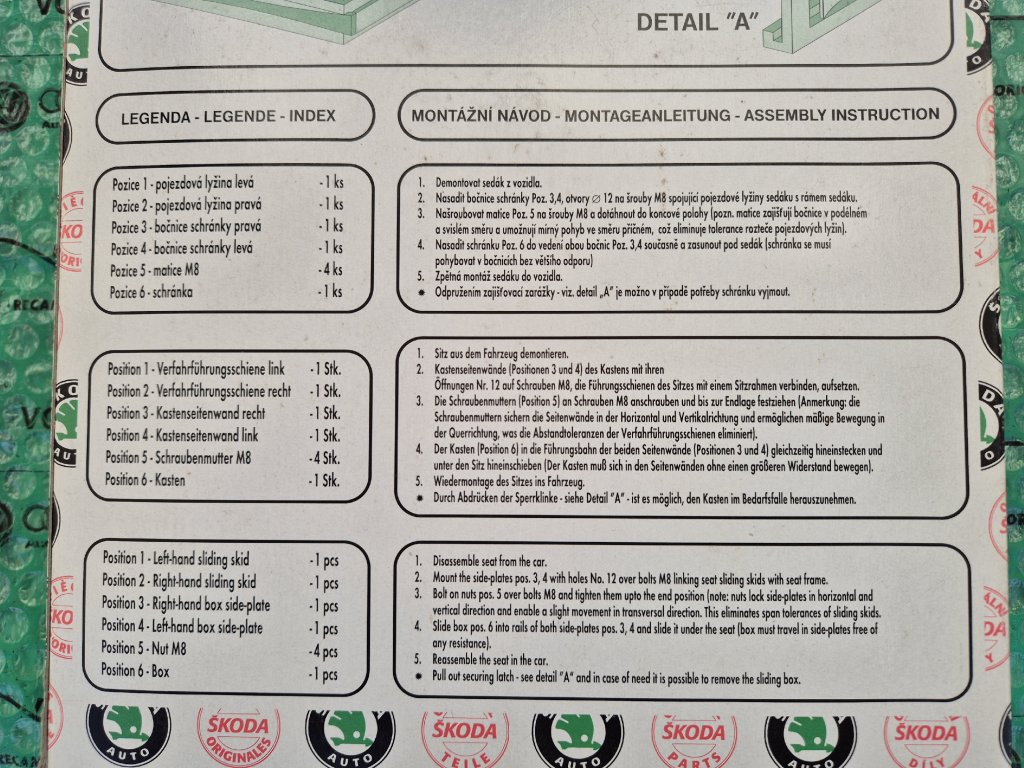 DETAIL "A"
LEGENDA - LEGENDE - INDEX
MONTÁŽNÍ NÁVOD - MONTAGEANLEITUNG - ASSEMBLY INSTRUCTION
Pozice 1 - pojezdová lyžina levá - 1 ks
Pozice 2 - pojezdová lyžina pravá - 1 ks
Pozice 3 - bočnice schránky pravá - 1 ks
Pozice 4 - bočnice schránky levá - 1 ks
Pozice 5 - matice M8 - 4 ks
Pozice 6 - schránka - 1 ks
1. Demontovat sedák z vozidla.
2. Nasadit bočnice schránky Poz. 3,4, otvory ∅ 12 na šrouby M8 spojující pojezdové lyžiny sedáku s rámem sedáku.
3. Našroubovat matice Poz. 5 na šrouby M8 a dotáhnout do koncové polohy (pozn. matice zajišťují bočnice v podélném
a svislém směru a umožnují mírný pohyb ve směru příčném, což eliminuje tolerance rozteče pojezdových lyžin).
4. Nasadit schránku Poz. 6 do vedení obou bočnic Poz. 3,4 současně a zasunout pod sedák (schránka se musí
pohybovat v bočnicích bez většího odporu)
5. Zpětná montáž sedáku do vozidla.
* Odpružením zajišťovací zarážky - viz. detail „A" je možno v případě potřeby schránku vyjmout.
Position 1 - Verfahrführungsschiene link - 1 Stk.
Position 2 - Verfahrführungsschiene recht - 1 Stk.
Position 3 - Kastenseitenwand recht - 1 Stk.
Position 4 - Kastenseitenwand link - 1 Stk.
Position 5 - Schraubenmutter M8 - 4 Stk.
Position 6 - Kasten - 1 Stk.
1. Sitz aus dem Fahrzeug demontieren.
2. Kastenseitenwände (Positionen 3 und 4) des Kastens mit ihren
Öffnungen Nr. 12 auf Schrauben M8, die Führungsschienen des Sitzes mit einem Sitzrahmen verbinden, aufsetzen.
3. Die Schraubenmuttern (Position 5) an Schrauben M8 anschrauben und bis zur Endlage festziehen (Anmerkung: die
Schraubenmuttern sichern die Seitenwände in der Horizontal und Vertikalrichtung und ermöglichen mäßige Bewegung in
der Querrichtung, was die Abstandtoleranzen der Verfahrführungsschienen eliminiert).
4. Der Kasten (Position 6) in die Führungsbahn der beiden Seitenwände (Positionen 3 und 4) gleichzeitig hineinstecken und
unter den Sitz hineinschieben (Der Kasten muß sich in den Seitenwänden ohne einen größeren Widerstand bewegen).
5. Wiedermontage des Sitzes ins Fahrzeug.
* Durch Abdrücken der Sperrklinke - siehe Detail "A" - ist es möglich, den Kasten im Bedarfsfalle herauszunehmen.
Position 1 - Left-hand sliding skid - 1 pcs
Position 2 - Right-hand sliding skid - 1 pcs
Position 3 - Right-hand box side-plate - 1 pcs
Position 4 - Left-hand box side-plate - 1 pcs
Position 5 - Nut M8 - 4 pcs
Position 6 - Box - 1 pcs
1. Disassemble seat from the car.
2. Mount the side-plates pos. 3, 4 with holes No. 12 over bolts M8 linking seat sliding skids with seat frame.
3. Bolt on nuts pos. 5 over bolts M8 and tighten them upto the end position (note: nuts lock side-plates in horizontal and
vertical direction and enable a slight movement in transversal direction. This eliminates span tolerances of sliding skids.
4. Slide box pos. 6 into rails of both side-plates pos. 3, 4 and slide it under the seat (box must travel in side-plates free of
any resistance).
5. Reassemble the seat in the car.
* Pull out securing latch - see detail "A" and in case of need it is possible to remove the sliding box.
AUTO
ŠKODA
ORIGINALES
AUTO
ŠKODA
TEILE
AUTO
ŠKODA
PARTS
AUTO
ŠKODA
DÍLY